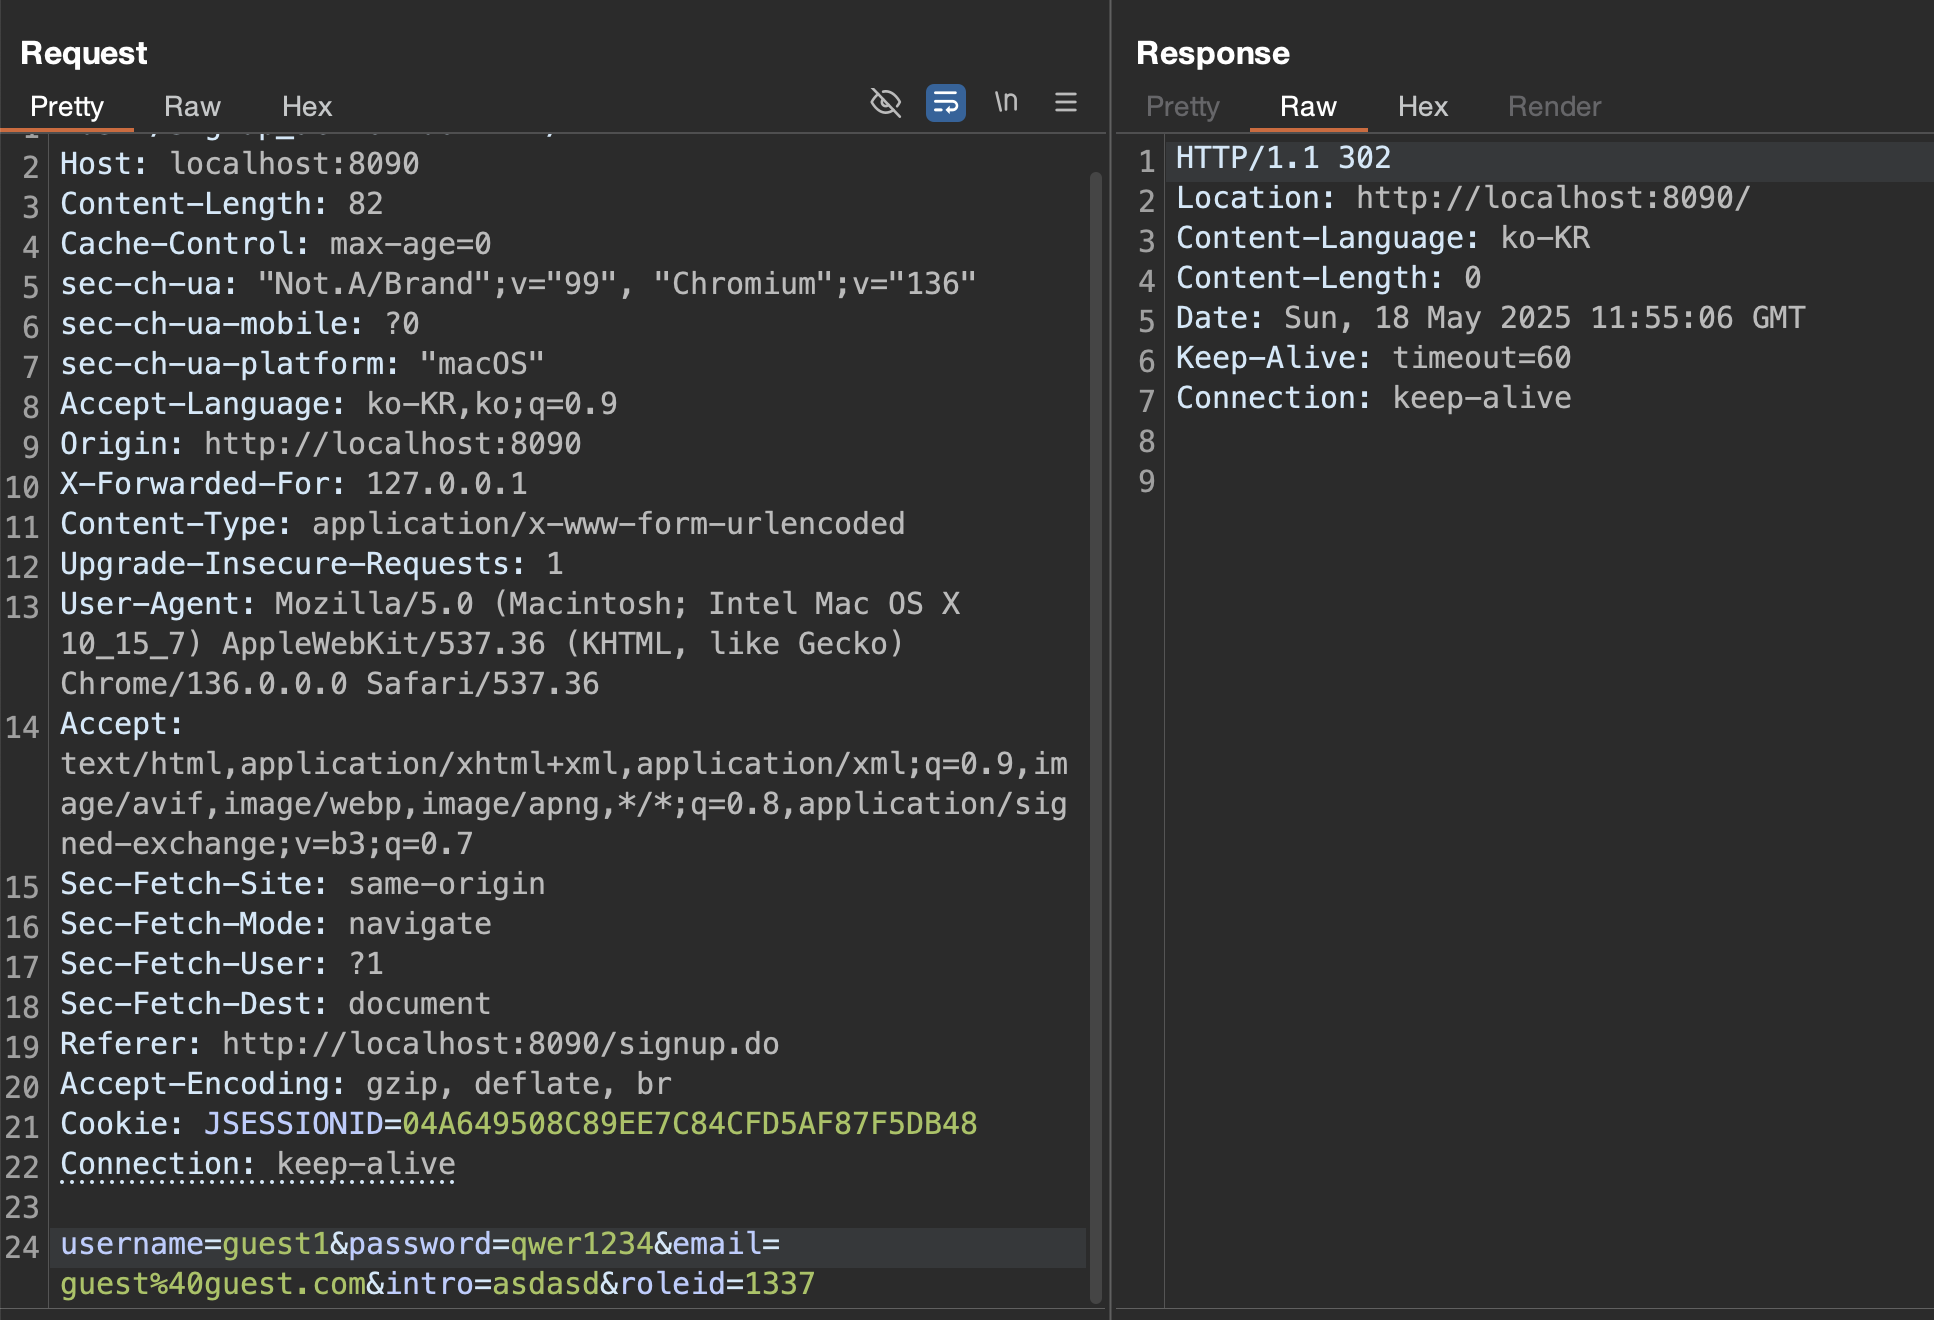 Request
Pretty Raw Hex \n
1
2 Host: localhost:8090
3 Content-Length: 82
4 Cache-Control: max-age=0
5 sec-ch-ua: "Not.A/Brand";v="99", "Chromium";v="136"
6 sec-ch-ua-mobile: ?0
7 sec-ch-ua-platform: "macOS"
8 Accept-Language: ko-KR,ko;q=0.9
9 Origin: http://localhost:8090
10 X-Forwarded-For: 127.0.0.1
11 Content-Type: application/x-www-form-urlencoded
12 Upgrade-Insecure-Requests: 1
13 User-Agent: Mozilla/5.0 (Macintosh; Intel Mac OS X
10_15_7) AppleWebKit/537.36 (KHTML, like Gecko)
Chrome/136.0.0.0 Safari/537.36
14 Accept:
text/html,application/xhtml+xml,application/xml;q=0.9,im
age/avif,image/webp,image/apng,*/*;q=0.8,application/sig
ned-exchange;v=b3;q=0.7
15 Sec-Fetch-Site: same-origin
16 Sec-Fetch-Mode: navigate
17 Sec-Fetch-User: ?1
18 Sec-Fetch-Dest: document
19 Referer: http://localhost:8090/signup.do
20 Accept-Encoding: gzip, deflate, br
21 Cookie: JSESSIONID=04A649508C89EE7C84CFD5AF87F5DB48
22 Connection: keep-alive
23
24 username=guest1&password=qwer1234&email=
guest%40guest.com&intro=asdasd&roleid=1337
Response
Pretty Raw Hex Render
1 HTTP/1.1 302
2 Location: http://localhost:8090/
3 Content-Language: ko-KR
4 Content-Length: 0
5 Date: Sun, 18 May 2025 11:55:06 GMT
6 Keep-Alive: timeout=60
7 Connection: keep-alive
8
9